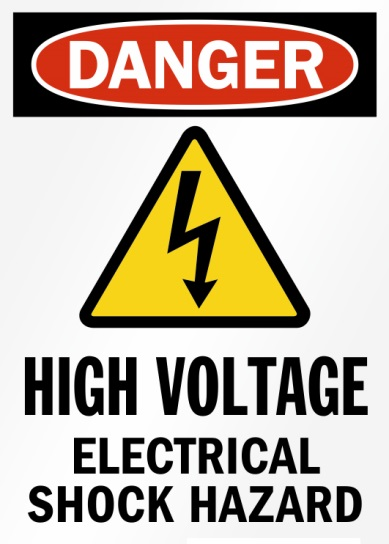 DANGER
HIGH VOLTAGE
ELECTRICAL
SHOCK HAZARD